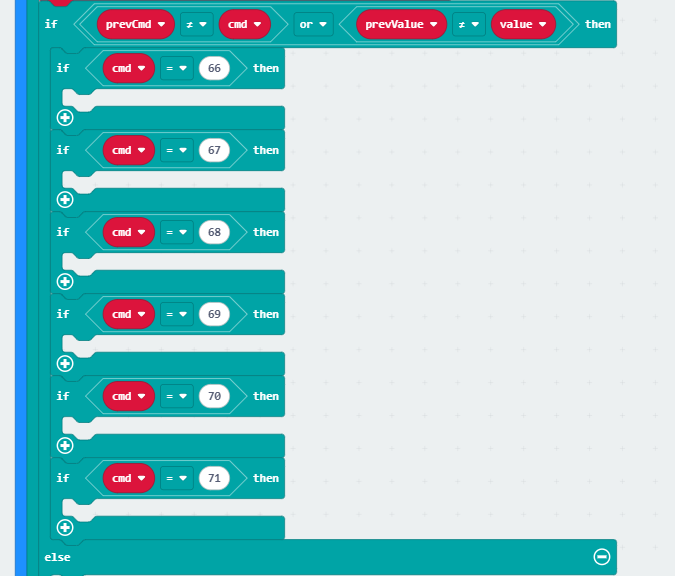 if prevCmd ≠ cmd or prevValue ≠ value then
if cmd = 66 then
if cmd = 67 then
if cmd = 68 then
if cmd = 69 then
if cmd = 70 then
if cmd = 71 then
else